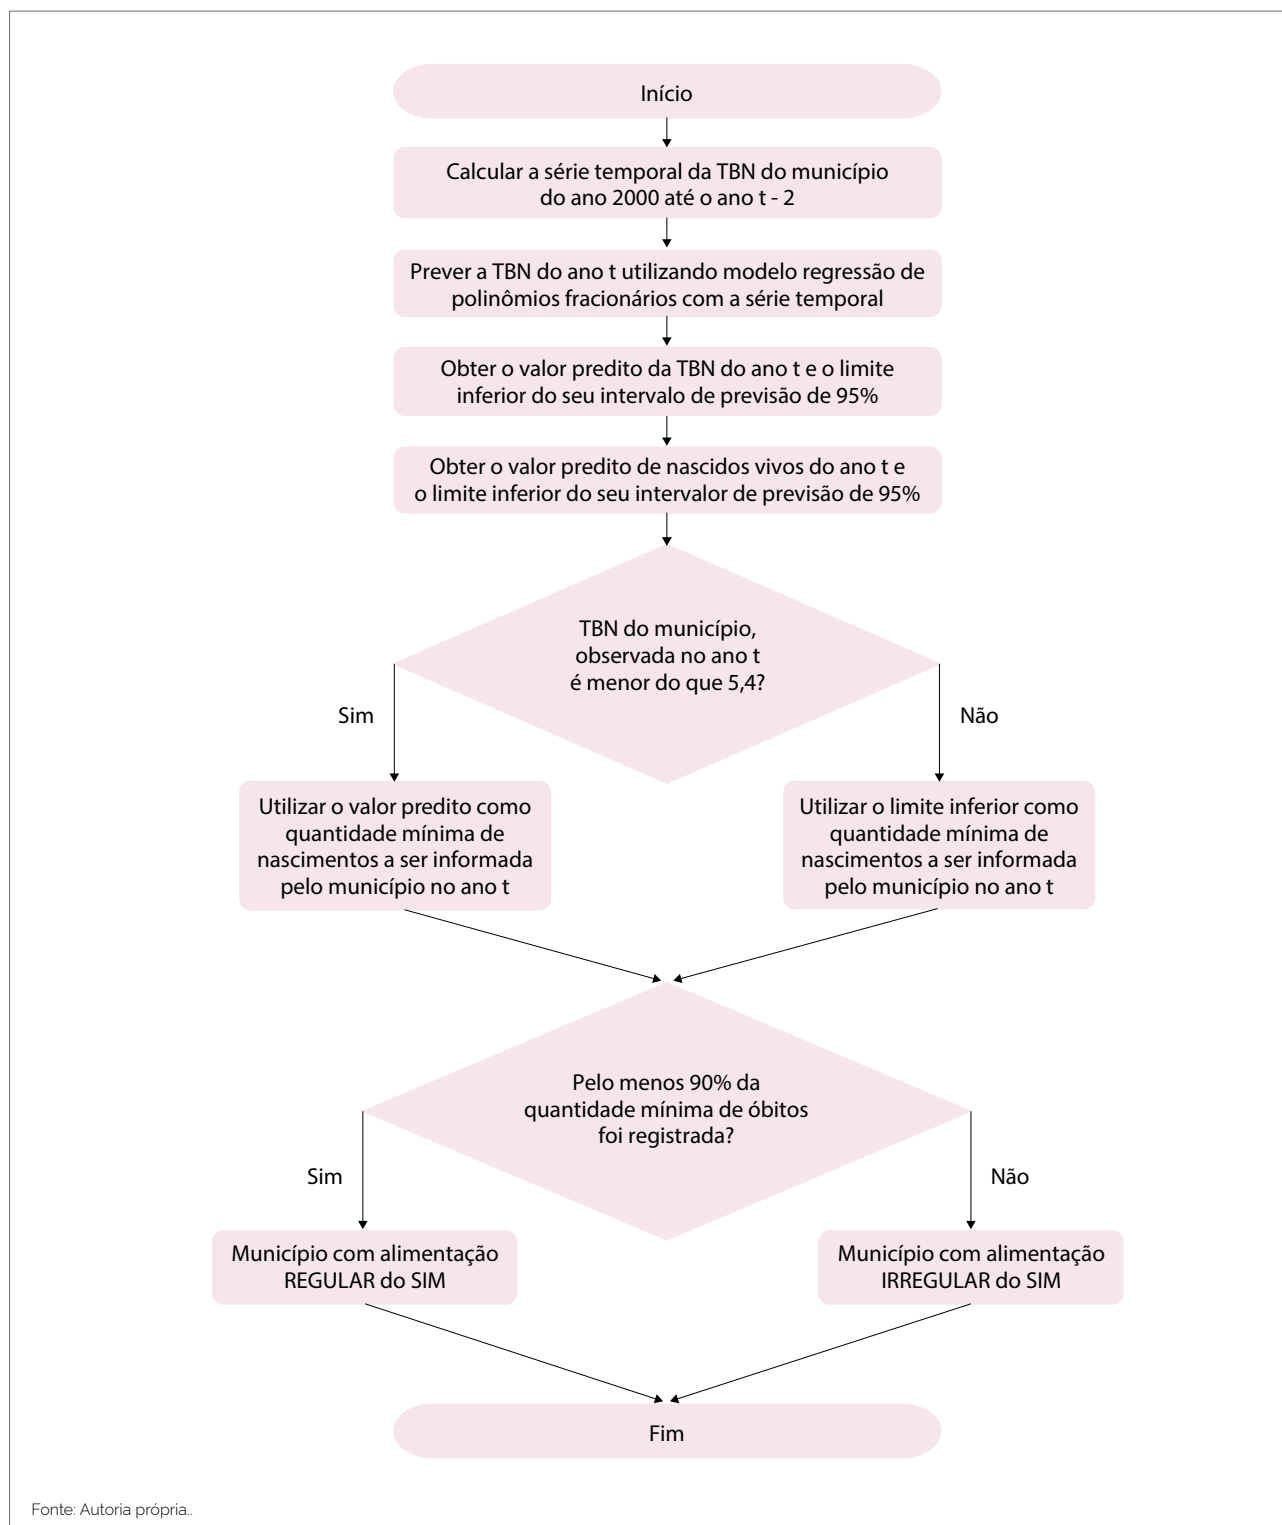 Início
Calcular a série temporal da TBN do município
do ano 2000 até o ano t - 2
Prever a TBN do ano t utilizando modelo regressão de
polinômios fracionários com a série temporal
Obter o valor predito da TBN do ano t e o limite
inferior do seu intervalo de previsão de 95%
Obter o valor predito de nascidos vivos do ano t e
o limite inferior do seu intervalor de previsão de 95%
TBN do município,
observada no ano t
é menor do que 5,4?
Sim
Não
Utilizar o valor predito como
quantidade mínima de
nascimentos a ser informada
pelo município no ano t
Utilizar o limite inferior como
quantidade mínima de
nascimentos a ser informada
pelo município no ano t
Pelo menos 90% da
quantidade mínima de óbitos
foi registrada?
Sim
Não
Município com alimentação
REGULAR do SIM
Município com alimentação
IRREGULAR do SIM
Fim
Fonte: Autoria própria..